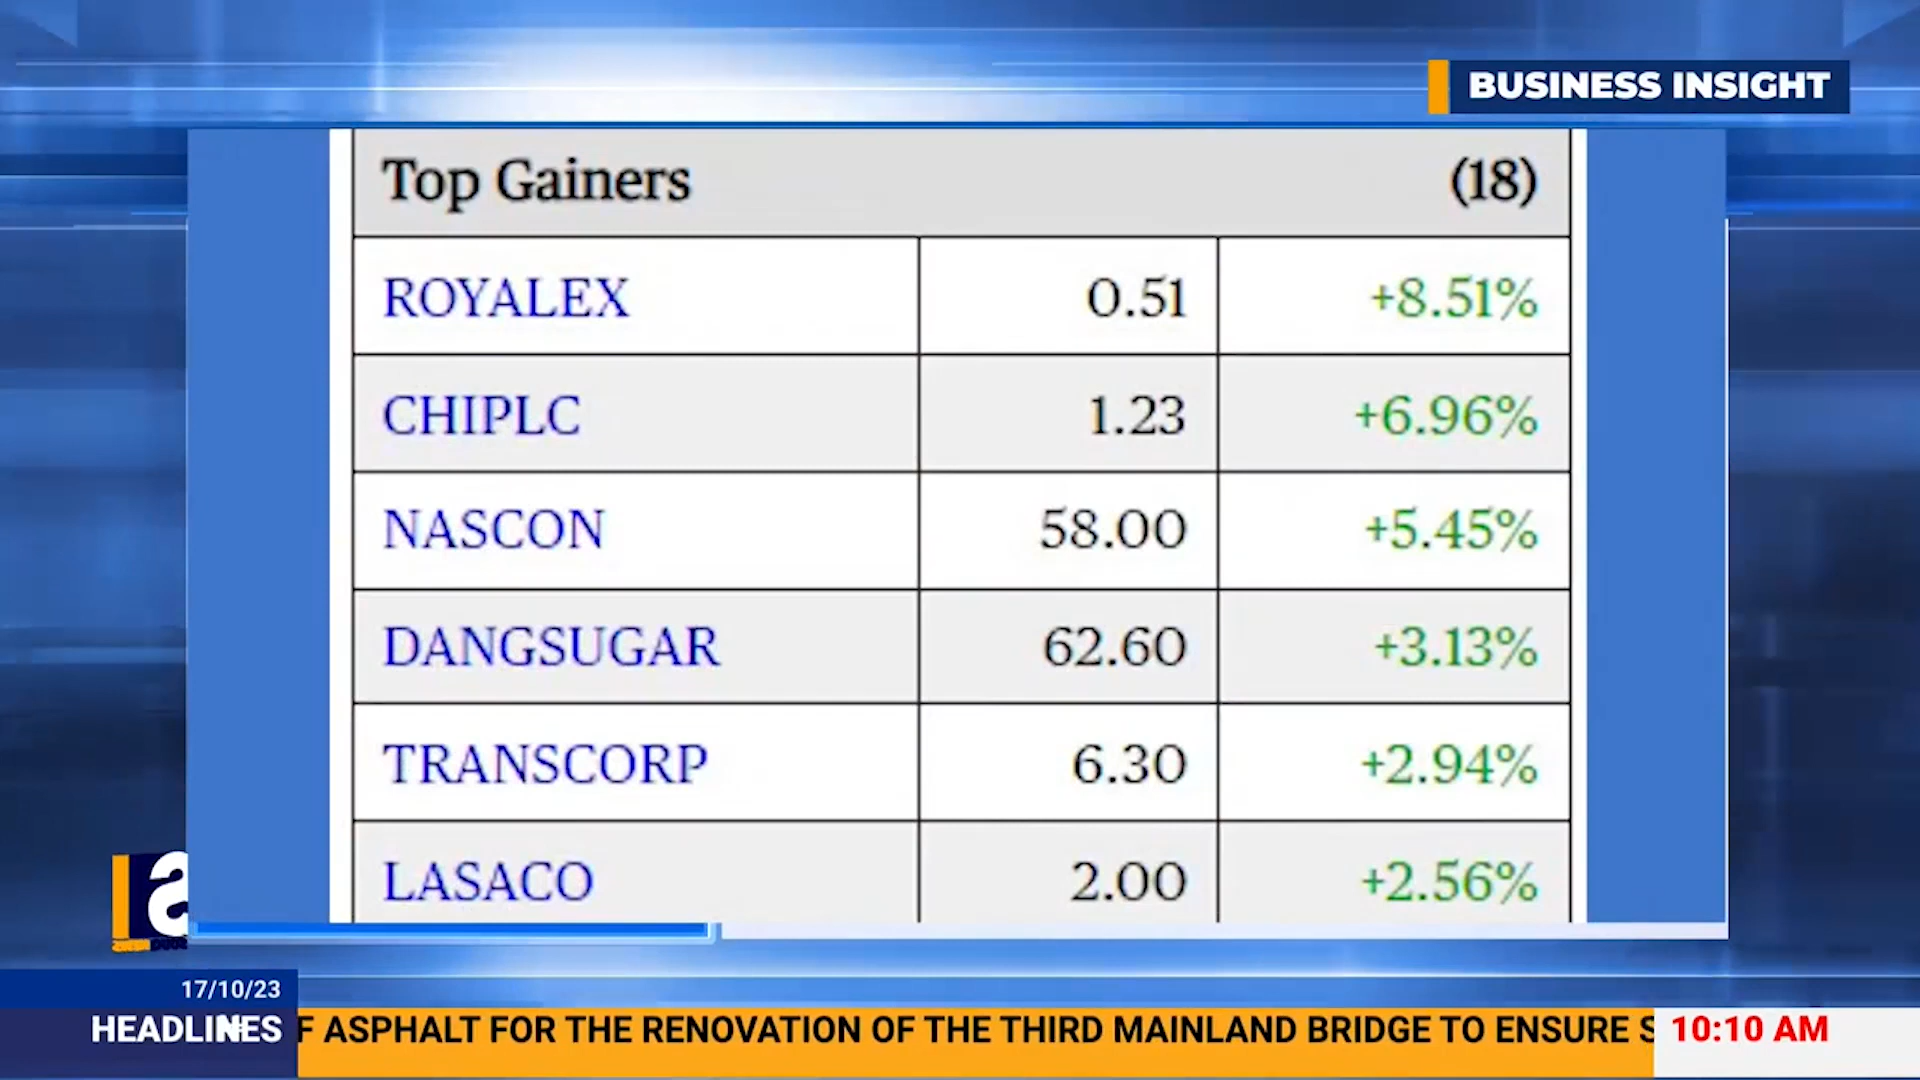 BUSINESS INSIGHT
Top Gainers (18)
ROYALEX 0.51 +8.51%
CHIPLC 1.23 +6.96%
NASCON 58.00 +5.45%
DANGSUGAR 62.60 +3.13%
TRANSCORP 6.30 +2.94%
LASACO 2.00 +2.56%
la
17/10/23
HEADLINES F ASPHALT FOR THE RENOVATION OF THE THIRD MAINLAND BRIDGE TO ENSURE S 10:10 AM